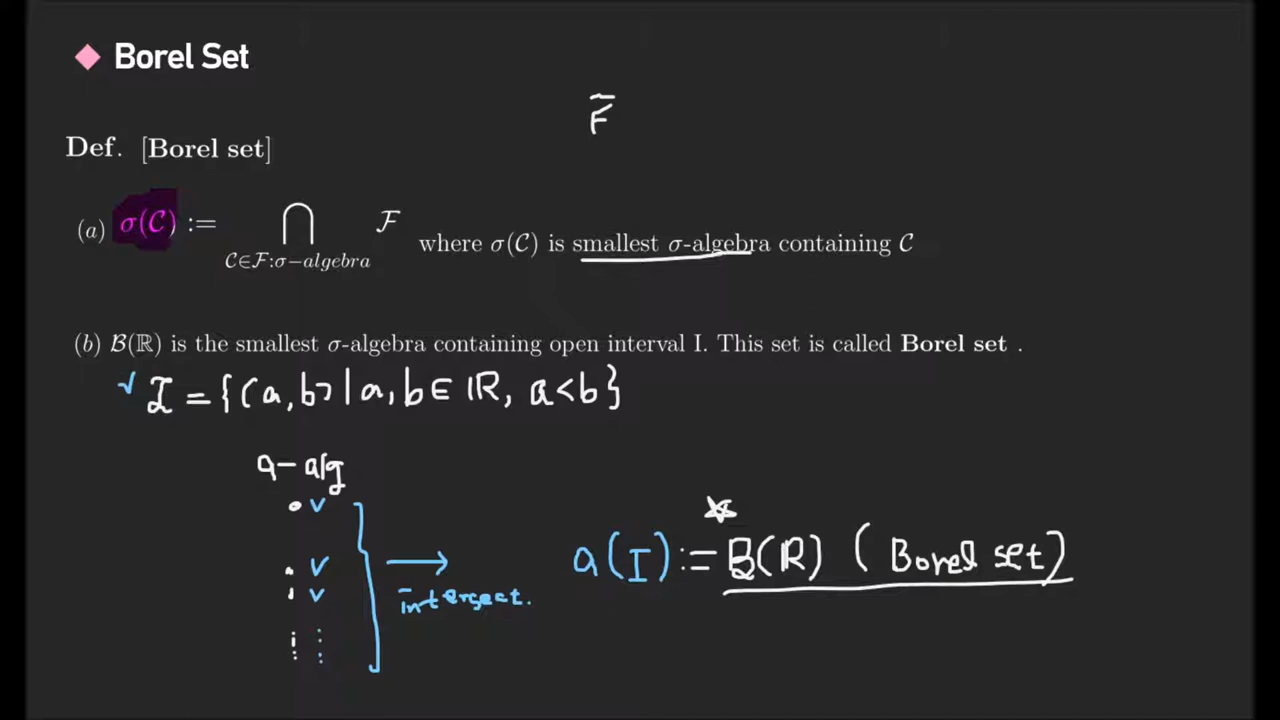 Borel Set
F̃
Def. [Borel set]
(a) σ(𝒞) := ⋂ ℱ where σ(𝒞) is smallest σ-algebra containing 𝒞
𝒞∈ℱ:σ−algebra
(b) ℬ(ℝ) is the smallest σ-algebra containing open interval I. This set is called Borel set .
✓ I = {(a,b) | a, b ∈ ℝ, a<b}
σ- alg
σ(I) := B(ℝ) ( Borel set)
intersect.